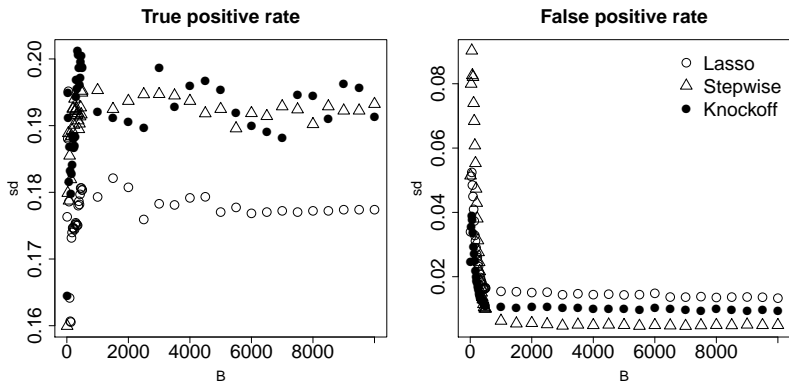 True positive rate
sd
0.20
0.19
0.18
0.17
0.16
0 2000 4000 6000 8000
B
False positive rate
sd
0.08
0.06
0.04
0.02
0 2000 4000 6000 8000
B
Lasso
Stepwise
Knockoff